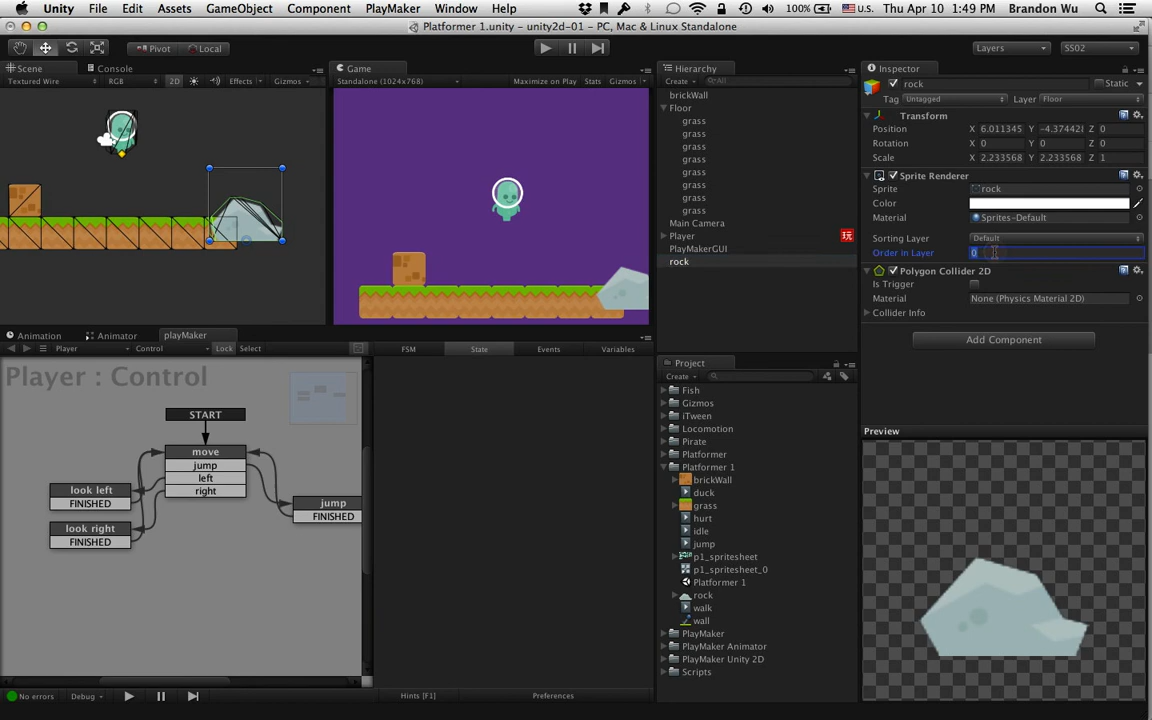 Unity File Edit Assets GameObject Component PlayMaker Window Help 100% U.S. Thu Apr 10 1:49 PM Brandon Wu
Platformer 1.unity - unity2d-01 - PC, Mac & Linux Standalone
Pivot Local Layers SS02
Scene Console
Textured Wire RGB 2D Effects Gizmos
Game
Standalone (1024x768) Maximize on Play Stats Gizmos
Hierarchy
Create All
brickWall
Floor
grass
grass
grass
grass
grass
grass
grass
grass
Main Camera
Player 玩
PlayMakerGUI
rock
Inspector
rock Static
Tag Untagged Layer Floor
Transform
Position X 6.011345 Y -4.37442 Z 0
Rotation X 0 Y 0 Z 0
Scale X 2.233568 Y 2.233568 Z 1
Sprite Renderer
Sprite rock
Color
Material Sprites-Default
Sorting Layer Default
Order in Layer 0
Polygon Collider 2D
Is Trigger
Material None (Physics Material 2D)
Collider Info
Add Component
Preview
Animation Animator playMaker
Player Control Lock Select
FSM State Events Variables
Player : Control
START
move
jump
left
right
look left
FINISHED
look right
FINISHED
jump
FINISHED
No errors Debug Hints [F1] Preferences
Project
Create
Fish
Gizmos
iTween
Locomotion
Pirate
Platformer
Platformer 1
brickWall
duck
grass
hurt
idle
jump
p1_spritesheet
p1_spritesheet_0
Platformer 1
rock
walk
wall
PlayMaker
PlayMaker Animator
PlayMaker Unity 2D
Scripts